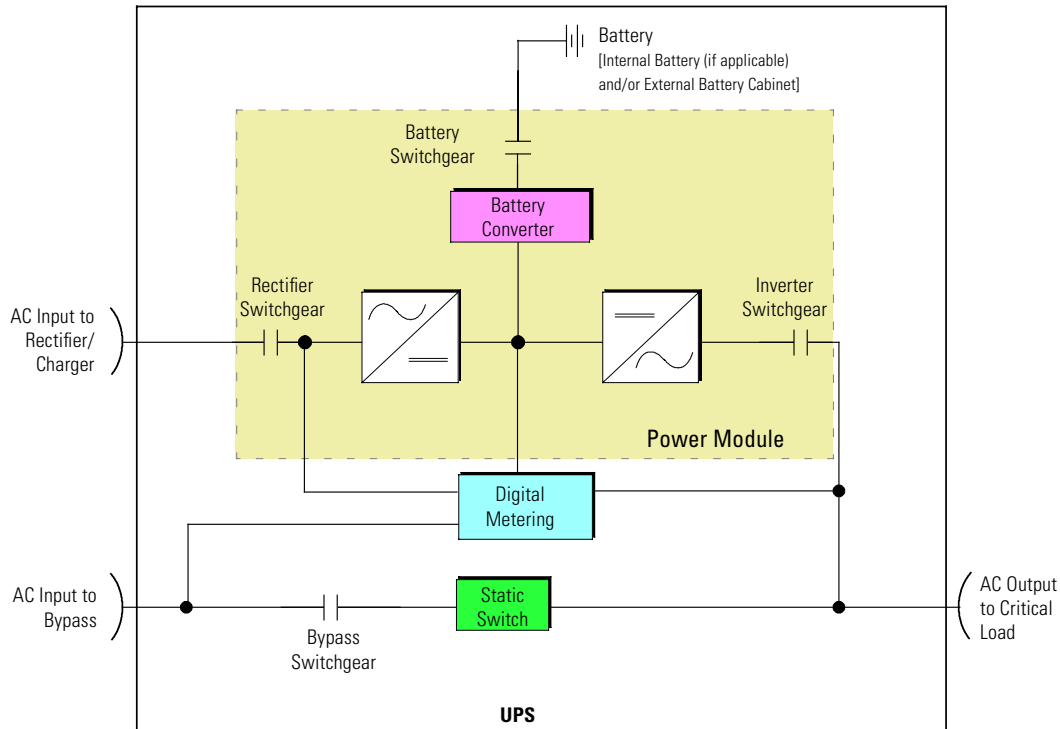 Battery
[Internal Battery (if applicable)
and/or External Battery Cabinet]
Battery
Switchgear
Battery
Converter
Rectifier
Switchgear
Inverter
Switchgear
AC Input to
Rectifier/
Charger
Power Module
Digital
Metering
AC Input to
Bypass
Static
Switch
AC Output
to Critical
Load
Bypass
Switchgear
UPS